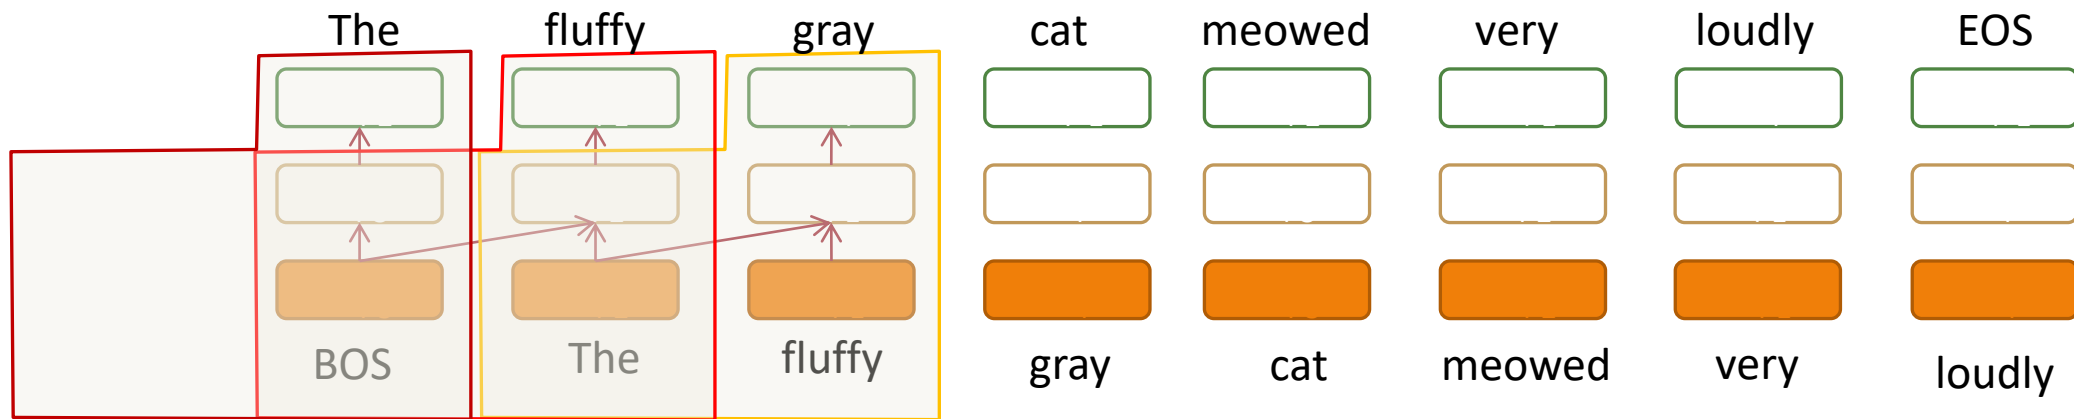 The fluffy gray cat meowed very loudly EOS
BOS The fluffy gray cat meowed very loudly